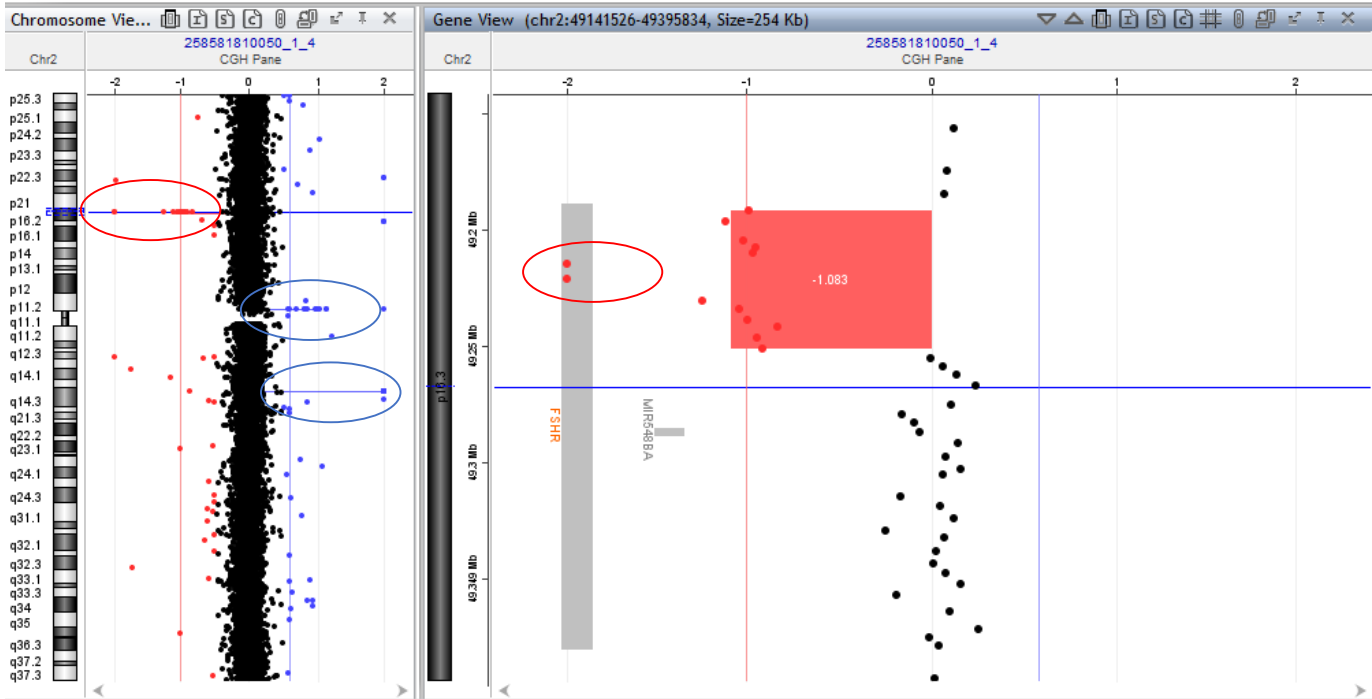 Chromosome Vie...
258581810050_1_4
Chr2
CGH Pane
-2 -1 0 1 2
p25.3
p25.1
p24.2
p23.3
p22.3
p21
p16.2
p16.1
p14
p13.1
p12
p11.2
q11.1
q11.2
q12.3
q14.1
q14.3
q21.3
q22.2
q23.1
q24.1
q24.3
q31.1
q32.1
q32.3
q33.1
q33.3
q34
q35
q36.3
q37.2
q37.3
Gene View (chr2:49141526-49395834, Size=254 Kb)
258581810050_1_4
Chr2
CGH Pane
-2 -1 0 1 2
p16.3
49.2 Mb
49.25 Mb
49.3 Mb
49.349 Mb
FSHR
MIR548BA
-1.083